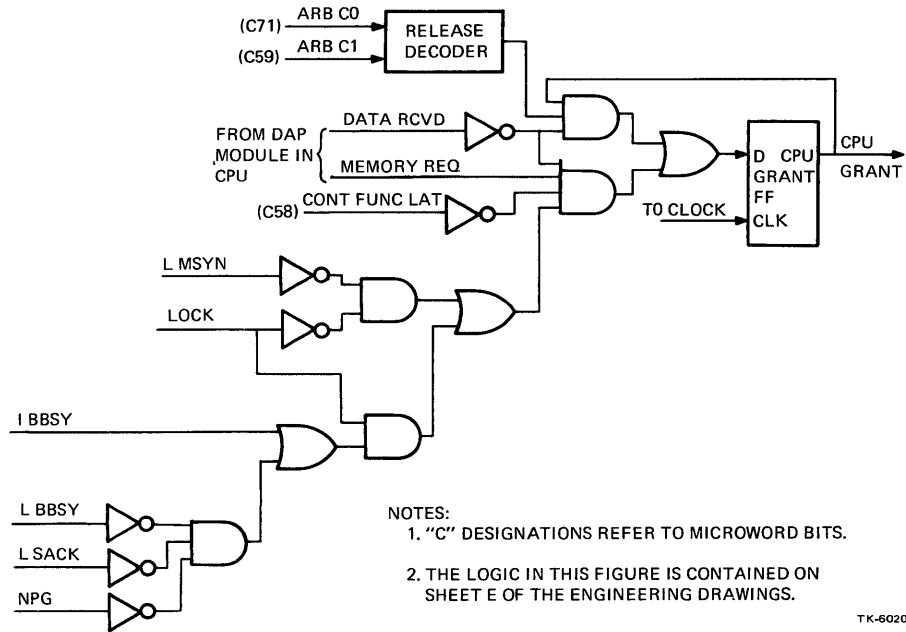 (C71) ARB C0
(C59) ARB C1
RELEASE
DECODER
FROM DAP
MODULE IN
CPU
DATA RCVD
MEMORY REQ
(C58) CONT FUNC LAT
D CPU
GRANT
FF
CLK
CPU
GRANT
T0 CLOCK
L MSYN
LOCK
I BBSY
L BBSY
L SACK
NPG
NOTES:
1. "C" DESIGNATIONS REFER TO MICROWORD BITS.
2. THE LOGIC IN THIS FIGURE IS CONTAINED ON
SHEET E OF THE ENGINEERING DRAWINGS.
TK-6020